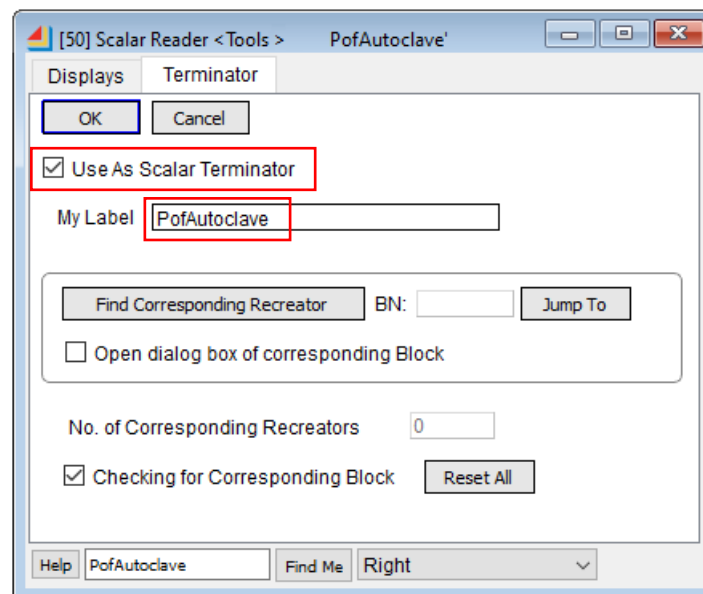 [50] Scalar Reader <Tools > PofAutoclave'
Displays Terminator
OK Cancel
Use As Scalar Terminator
My Label PofAutoclave
Find Corresponding Recreator BN: Jump To
Open dialog box of corresponding Block
No. of Corresponding Recreators 0
Checking for Corresponding Block Reset All
Help PofAutoclave Find Me Right